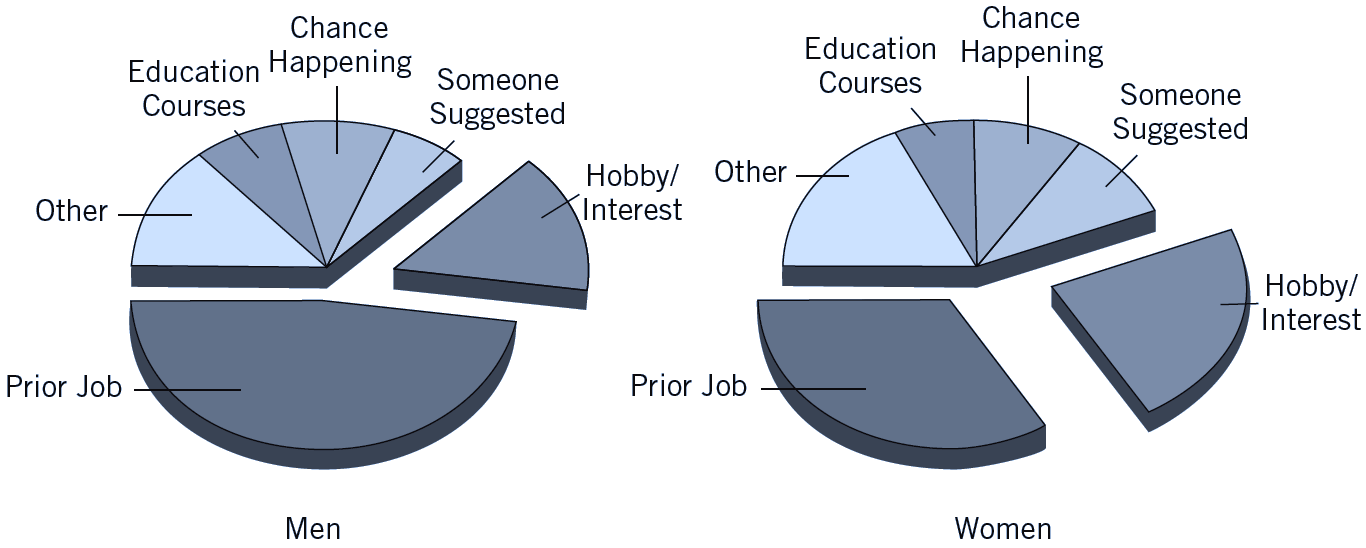 Chance
Happening
Education
Courses
Someone
Suggested
Hobby/
Interest
Other
Prior Job
Men
Chance
Happening
Education
Courses
Someone
Suggested
Other
Hobby/
Interest
Prior Job
Women